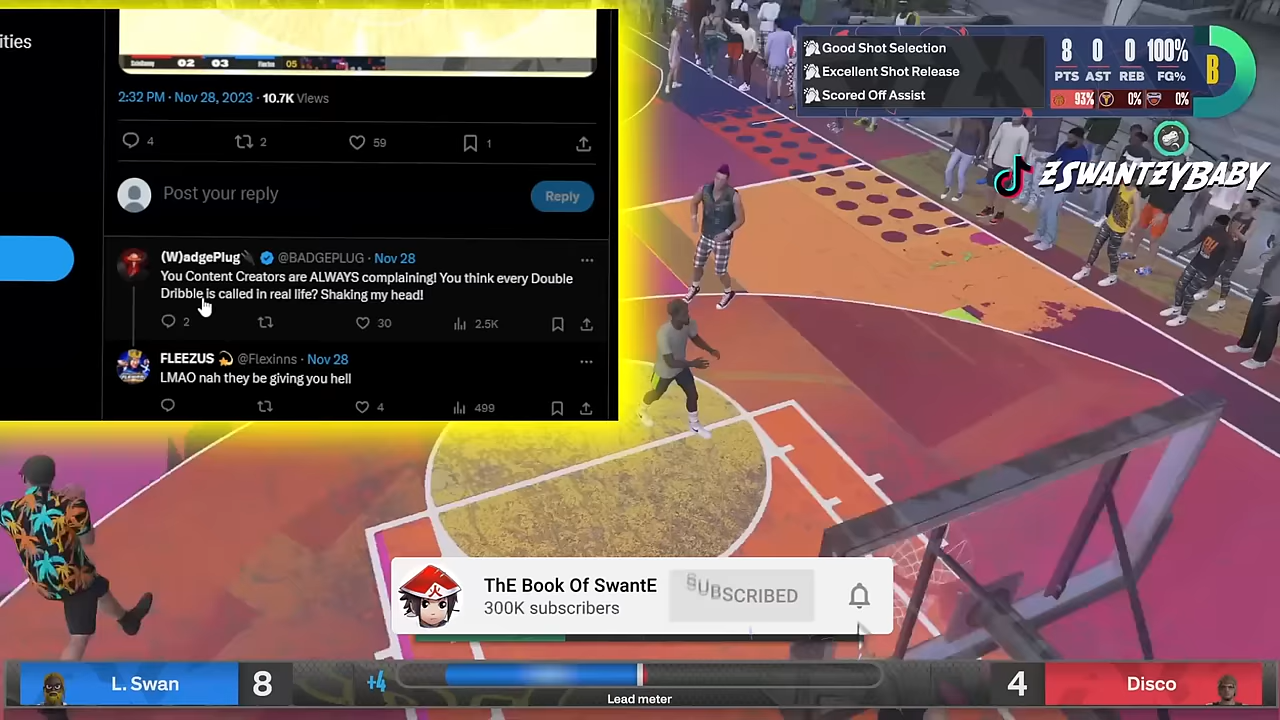 ities
02 03 05
2:32 PM · Nov 28, 2023 · 10.7K Views
4 2 59 1
Post your reply
Reply
(W)adgePlug @BADGEPLUG · Nov 28
You Content Creators are ALWAYS complaining! You think every Double
Dribble is called in real life? Shaking my head!
2 30 2.5K
FLEEZUS @Flexinns · Nov 28
LMAO nah they be giving you hell
4 499
Good Shot Selection
Excellent Shot Release
Scored Off Assist
8 0 0 100%
PTS AST REB FG%
93% 0% 0%
B
ZSWANTZYBABY
ThE Book Of SwantE
300K subscribers
SUBSCRIBED
L. Swan 8 +4
Lead meter
4 Disco